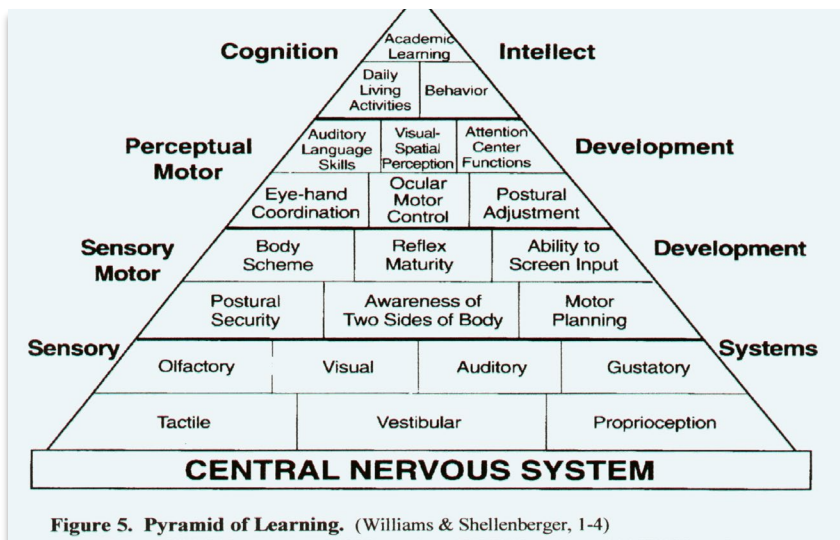 Cognition
Academic
Learning
Intellect
Daily
Living
Activities
Behavior
Perceptual
Motor
Auditory
Language
Skills
Visual-
Spatial
Perception
Attention
Center
Functions
Development
Eye-hand
Coordination
Ocular
Motor
Control
Postural
Adjustment
Sensory
Motor
Body
Scheme
Reflex
Maturity
Ability to
Screen Input
Development
Postural
Security
Awareness of
Two Sides of Body
Motor
Planning
Sensory
Olfactory
Visual
Auditory
Gustatory
Systems
Tactile
Vestibular
Proprioception
CENTRAL NERVOUS SYSTEM
Figure 5. Pyramid of Learning. (Williams & Shellenberger, 1-4)